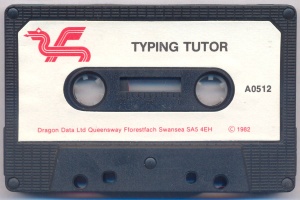 TYPING TUTOR
A0512
Dragon Data Ltd Queensway Fforestfach Swansea SA5 4EH © 1982